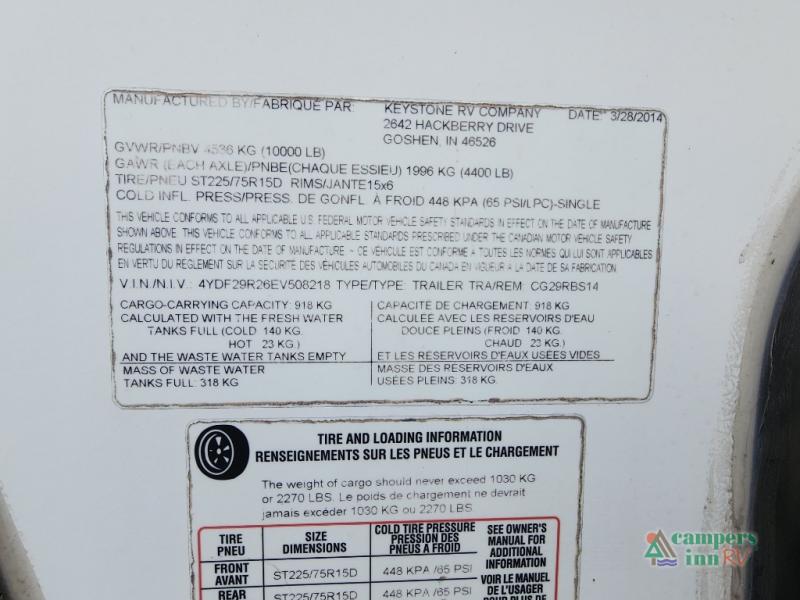 MANUFACTURED BY/FABRIQUÉ PAR: KEYSTONE RV COMPANY DATE: 3/28/2014
2642 HACKBERRY DRIVE
GOSHEN, IN 46526
GVWR/PNBV 4536 KG (10000 LB)
GAWR (EACH AXLE)/PNBE(CHAQUE ESSIEU) 1996 KG (4400 LB)
TIRE/PNEU ST225/75R15D RIMS/JANTE15x6
COLD INFL. PRESS/PRESS. DE GONFL. À FROID 448 KPA (65 PSI/LPC)-SINGLE
THIS VEHICLE CONFORMS TO ALL APPLICABLE U.S. FEDERAL MOTOR VEHICLE SAFETY STANDARDS IN EFFECT ON THE DATE OF MANUFACTURE
SHOWN ABOVE. THIS VEHICLE CONFORMS TO ALL APPLICABLE STANDARDS PRESCRIBED UNDER THE CANADIAN MOTOR VEHICLE SAFETY
REGULATIONS IN EFFECT ON THE DATE OF MANUFACTURE - CE VÉHICULE EST CONFORME A TOUTES LES NORMES QUI LUI SONT APPLICABLES
EN VERTU DU REGLEMENT SUR LA SECURITE DES VÉHICULES AUTOMOBILES DU CANADA EN VIGUEUR A LA DATE DE SA FABRICATION.
V.I.N./N.I.V.: 4YDF29R26EV508218 TYPE/TYPE TRAILER TRA/REM: CG29RBS14
CARGO-CARRYING CAPACITY: 918 KG
CALCULATED WITH THE FRESH WATER
TANKS FULL (COLD: 140 KG.
HOT : 23 KG.)
AND THE WASTE WATER TANKS EMPTY
MASS OF WASTE WATER
TANKS FULL: 318 KG
CAPACITÉ DE CHARGEMENT: 918 KG
CALCULÉE AVEC LES RÉSERVOIRS D'EAU
DOUCE PLEINS (FROID: 140 KG.
CHAUD : 23 KG.)
ET LES RÉSERVOIRS D'EAUX USÉES VIDES
MASSE DES RÉSERVOIRS D'EAUX
USÉES PLEINS: 318 KG.
TIRE AND LOADING INFORMATION
RENSEIGNEMENTS SUR LES PNEUS ET LE CHARGEMENT
The weight of cargo should never exceed 1030 KG
or 2270 LBS. Le poids de chargement ne devrait
jamais excéder 1030 KG ou 2270 LBS.
TIRE
PNEU
SIZE
DIMENSIONS
COLD TIRE PRESSURE
PRESSION DES
PNEUS A FROID
SEE OWNER'S
MANUAL FOR
ADDITIONAL
INFORMATION
VOIR LE MANUEL
DE L'USAGER
POUR PLUS DE
FRONT
AVANT
ST225/75R15D
448 KPA /65 PSI
REAR
ST225/75R15D
448 KPA /65 PSI
campers
inn RV